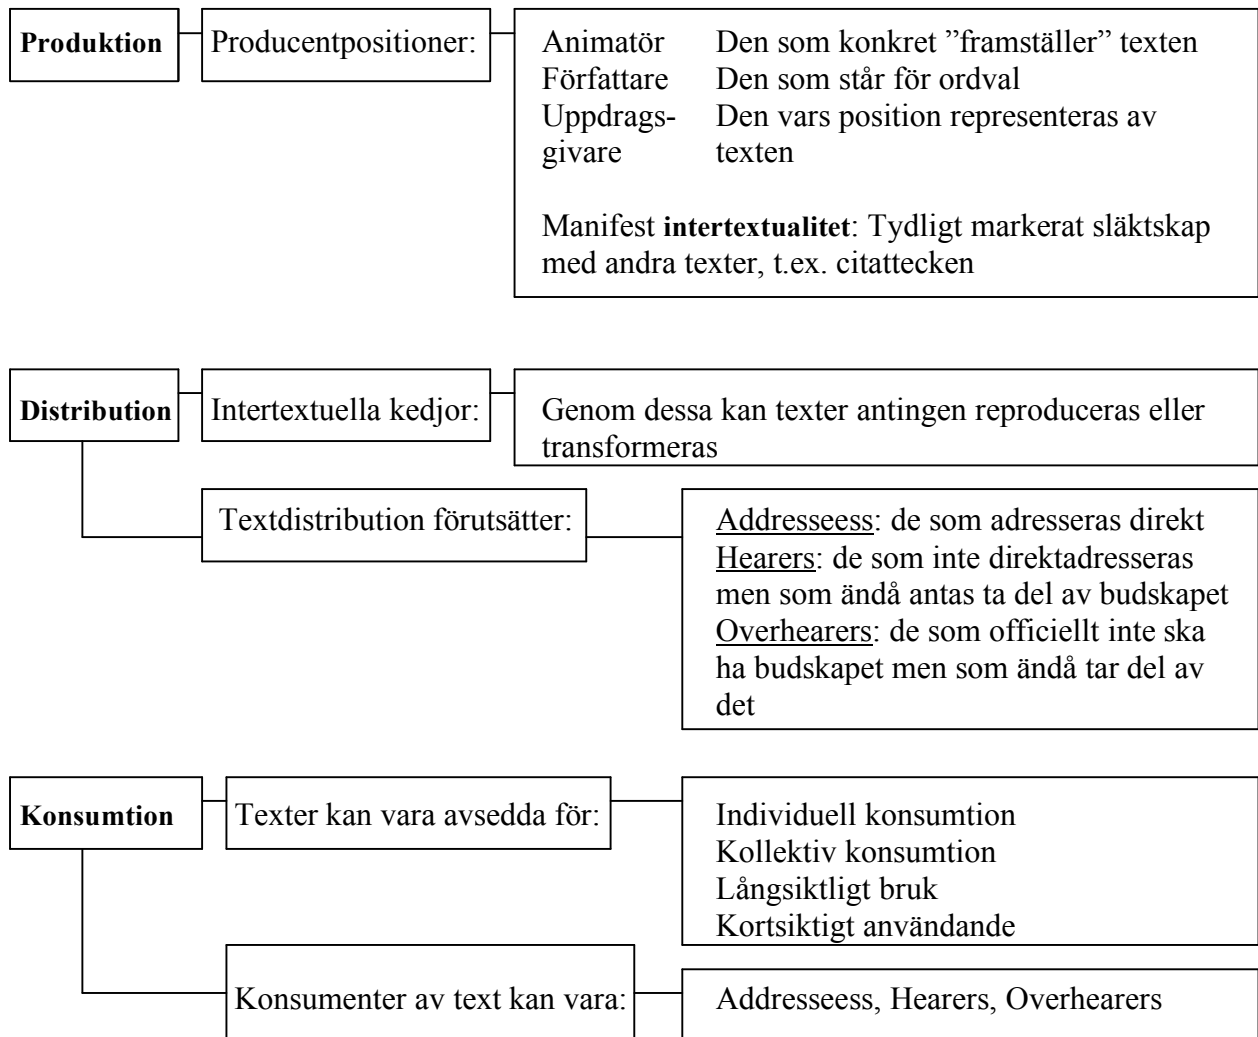 Produktion
Producentpositioner:
Animatör Den som konkret ”framställer” texten
Författare Den som står för ordval
Uppdrags- Den vars position representeras av
givare texten
Manifest intertextualitet: Tydligt markerat släktskap
med andra texter, t.ex. citattecken
Distribution
Intertextuella kedjor:
Genom dessa kan texter antingen reproduceras eller
transformeras
Textdistribution förutsätter:
Addresseess: de som adresseras direkt
Hearers: de som inte direktadresseras
men som ändå antas ta del av budskapet
Overhearers: de som officiellt inte ska
ha budskapet men som ändå tar del av
det
Konsumtion
Texter kan vara avsedda för:
Individuell konsumtion
Kollektiv konsumtion
Långsiktligt bruk
Kortsiktigt användande
Konsumenter av text kan vara:
Addresseess, Hearers, Overhearers